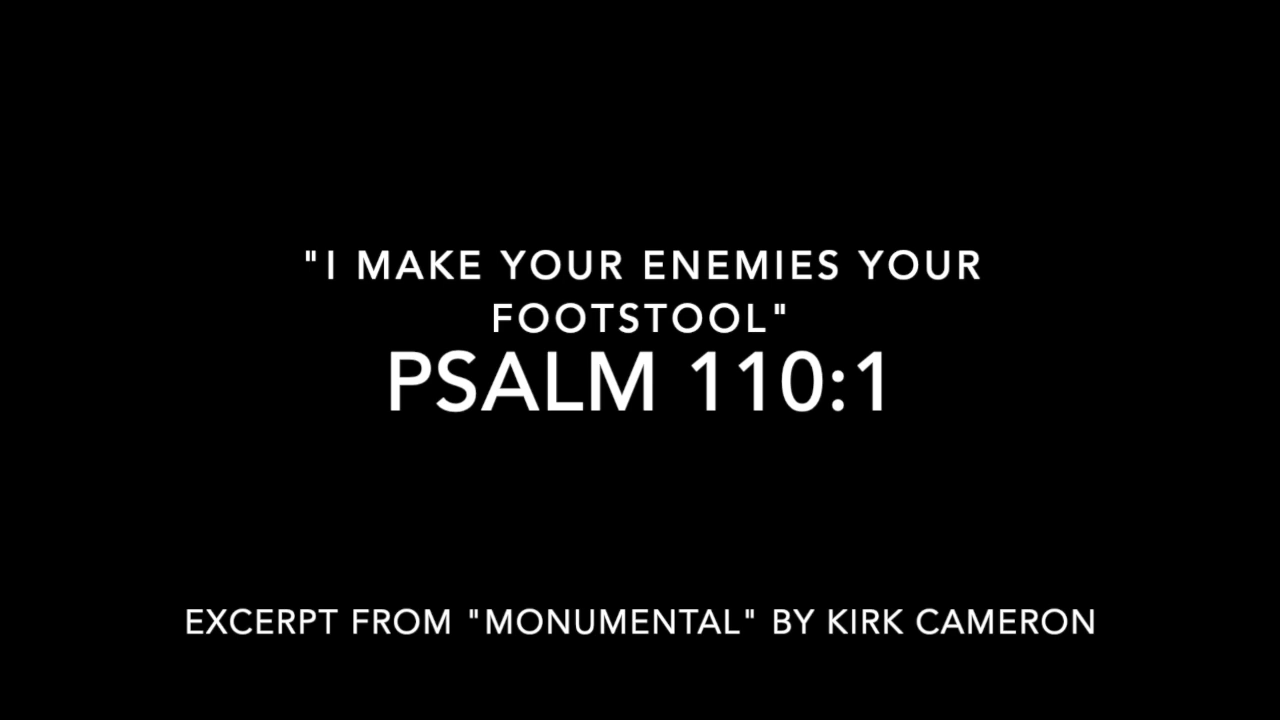 "I MAKE YOUR ENEMIES YOUR
FOOTSTOOL"
PSALM 110:1
EXCERPT FROM "MONUMENTAL" BY KIRK CAMERON